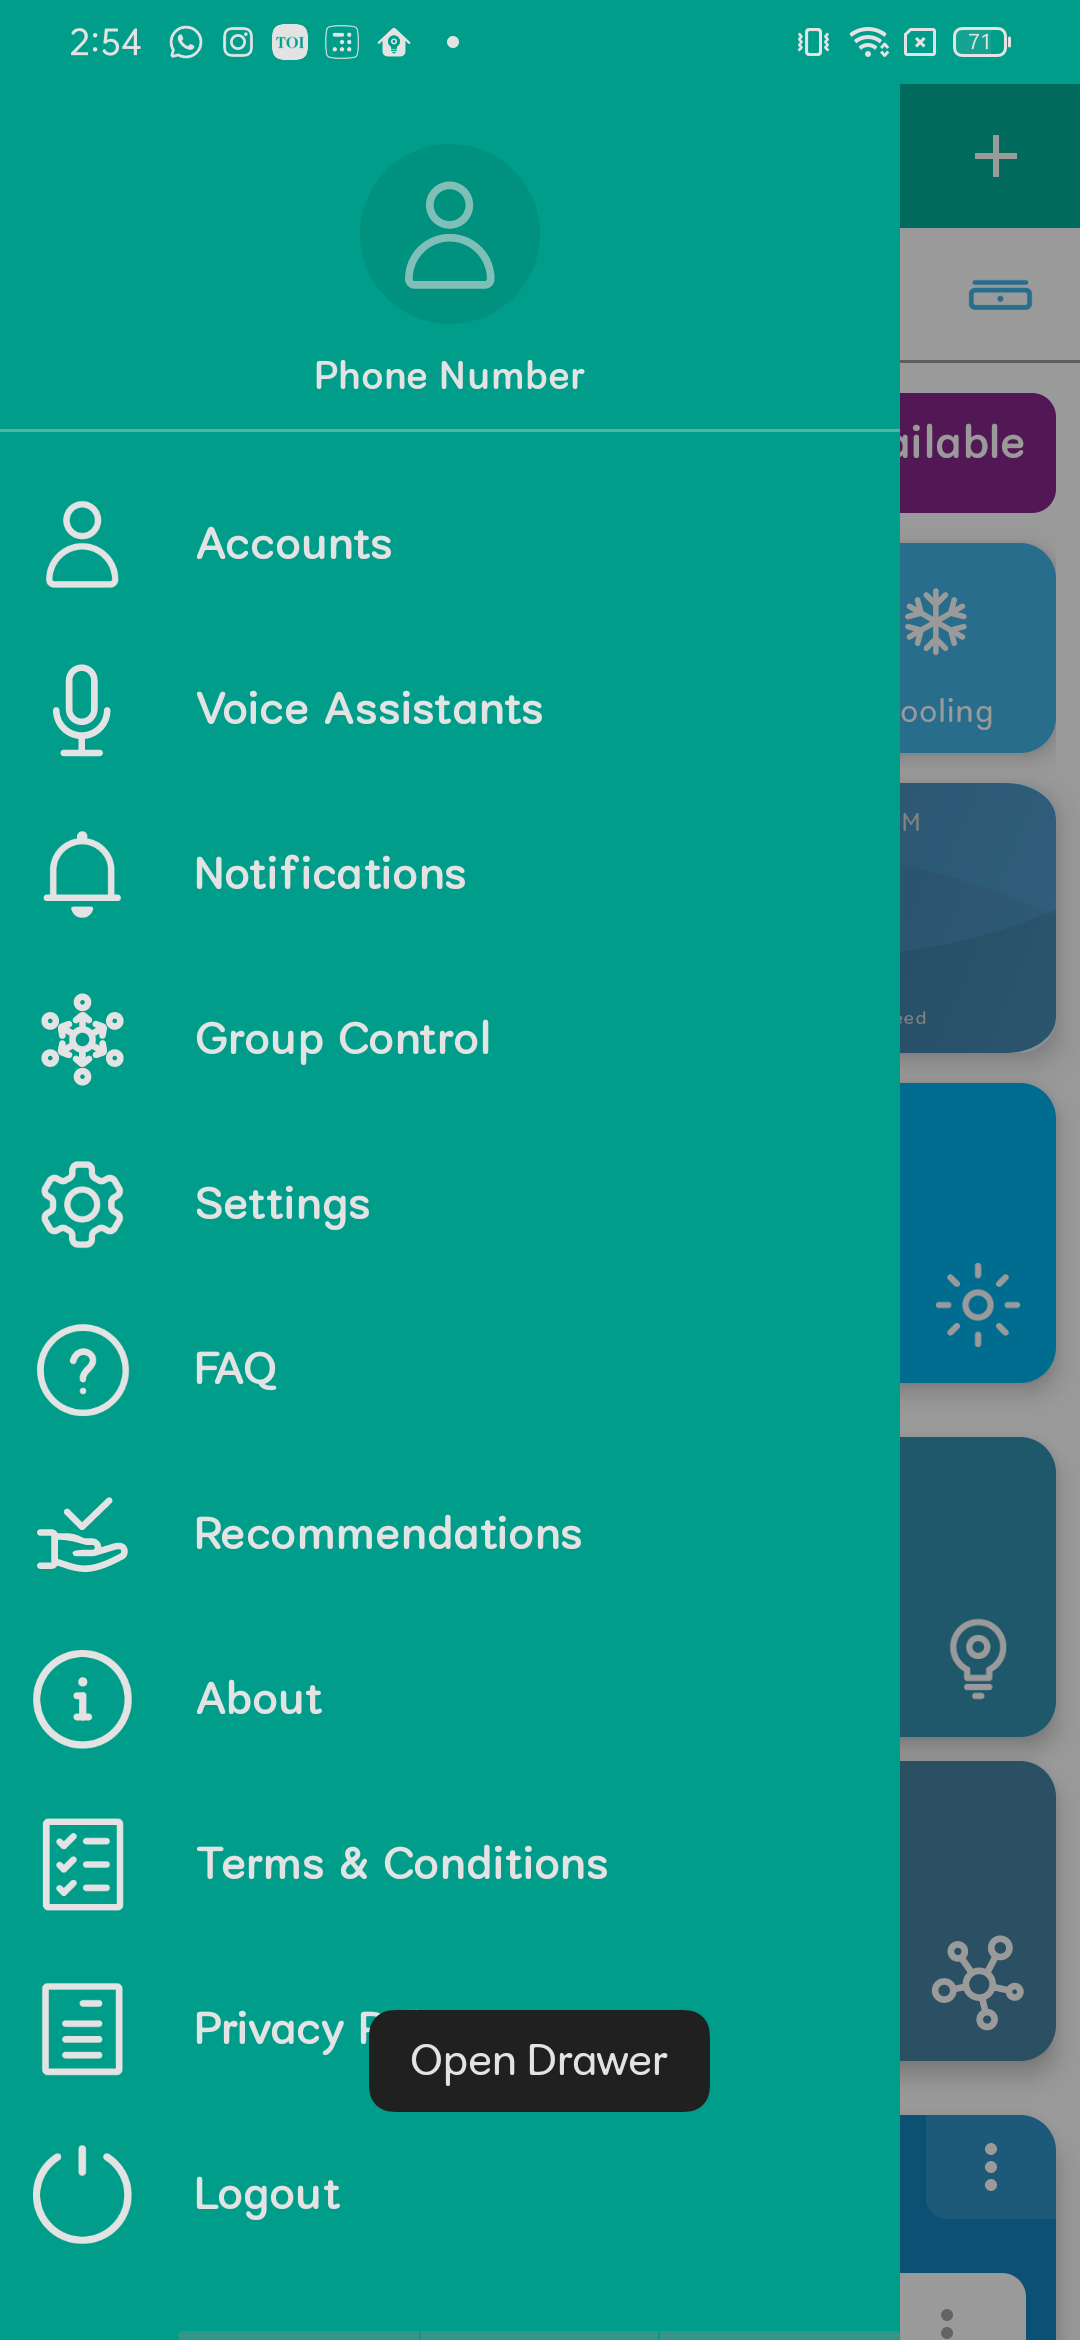 2:54
TOI
71
Phone Number
Accounts
Voice Assistants
Notifications
Group Control
Settings
FAQ
Recommendations
About
Terms & Conditions
Privacy
Open Drawer
Logout
ailable
ooling
M
eed